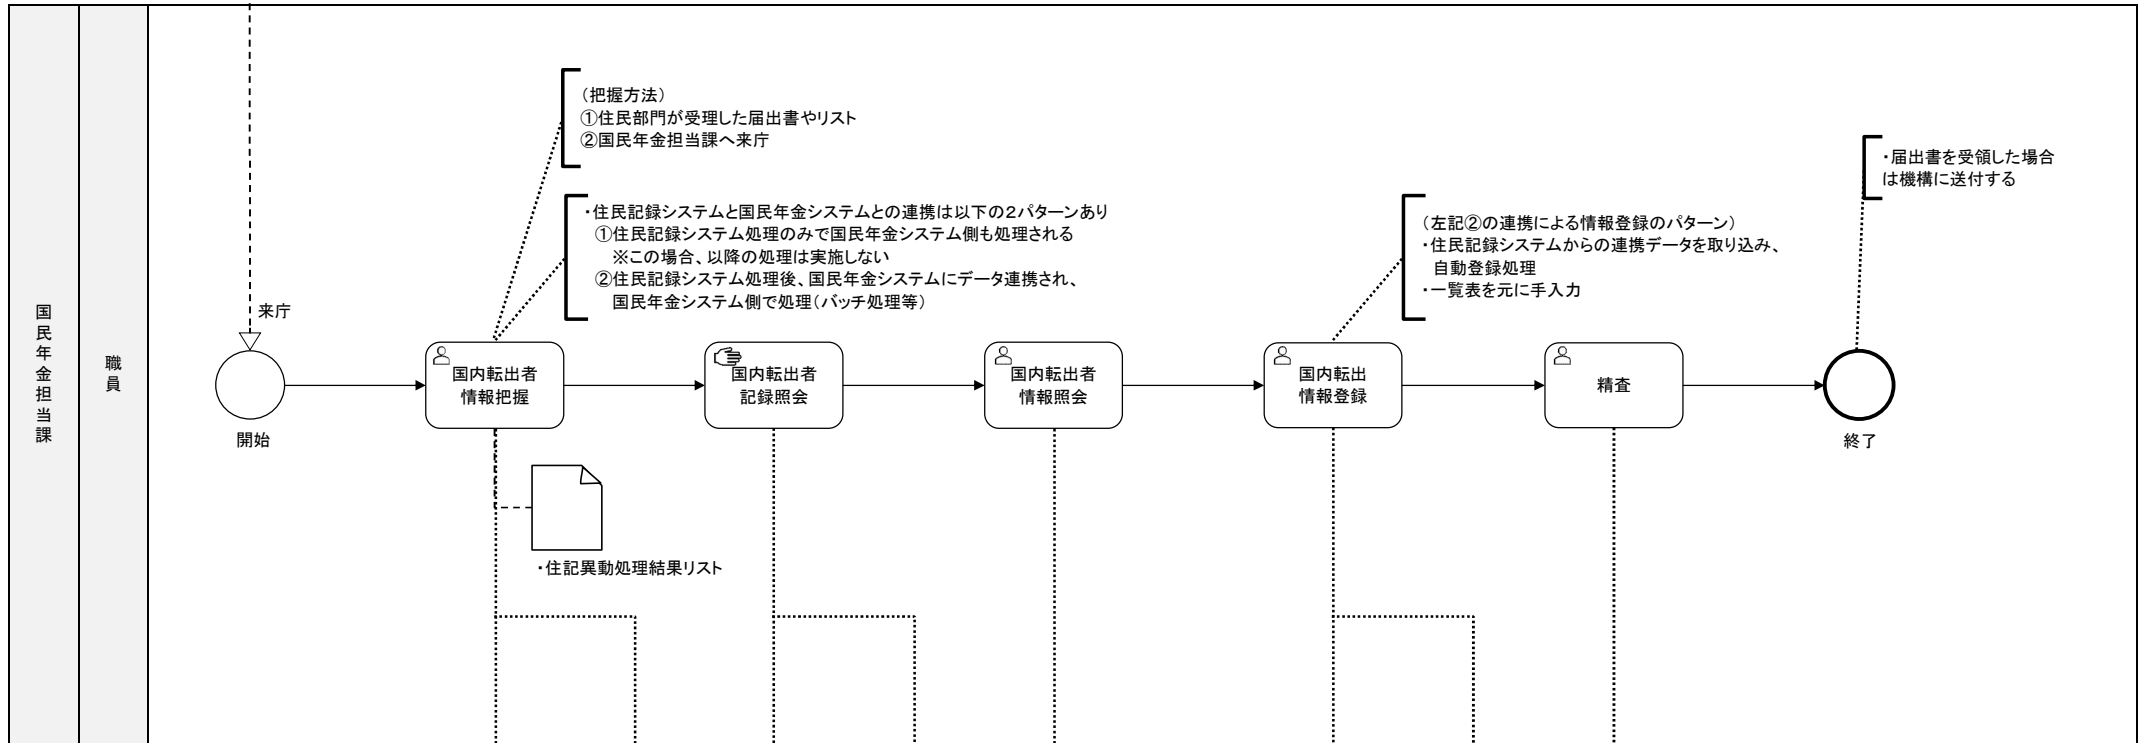 国民年金担当課
職員
来庁
開始
（把握方法）
①住民部門が受理した届出書やリスト
②国民年金担当課へ来庁
・住民記録システムと国民年金システムとの連携は以下の２パターンあり
①住民記録システム処理のみで国民年金システム側も処理される
※この場合、以降の処理は実施しない
②住民記録システム処理後、国民年金システムにデータ連携され、
国民年金システム側で処理（バッチ処理等）
国内転出者
情報把握
・住記異動処理結果リスト
国内転出者
記録照会
国内転出者
情報照会
（左記②の連携による情報登録のパターン）
・住民記録システムからの連携データを取り込み、
自動登録処理
・一覧表を元に手入力
国内転出
情報登録
精査
・届出書を受領した場合
は機構に送付する
終了